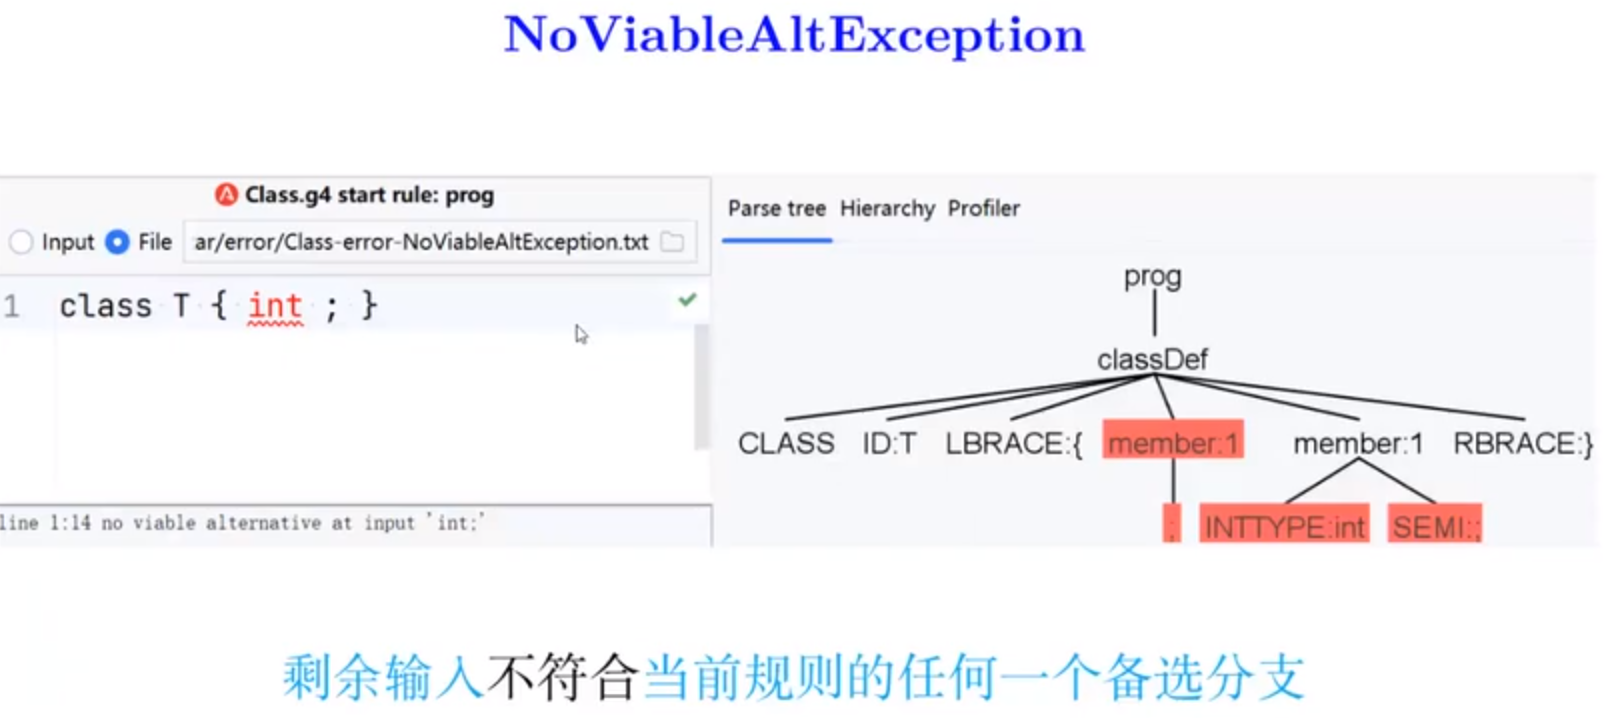 NoViableAltException
Class.g4 start rule: prog
Input File ar/error/Class-error-NoViableAltException.txt
1 class T { int ; }
line 1:14 no viable alternative at input 'int;'
Parse tree Hierarchy Profiler
prog
classDef
CLASS ID:T LBRACE:{ member:1 member:1 RBRACE:}
; INTTYPE:int SEMI:;
剩余输入不符合当前规则的任何一个备选分支